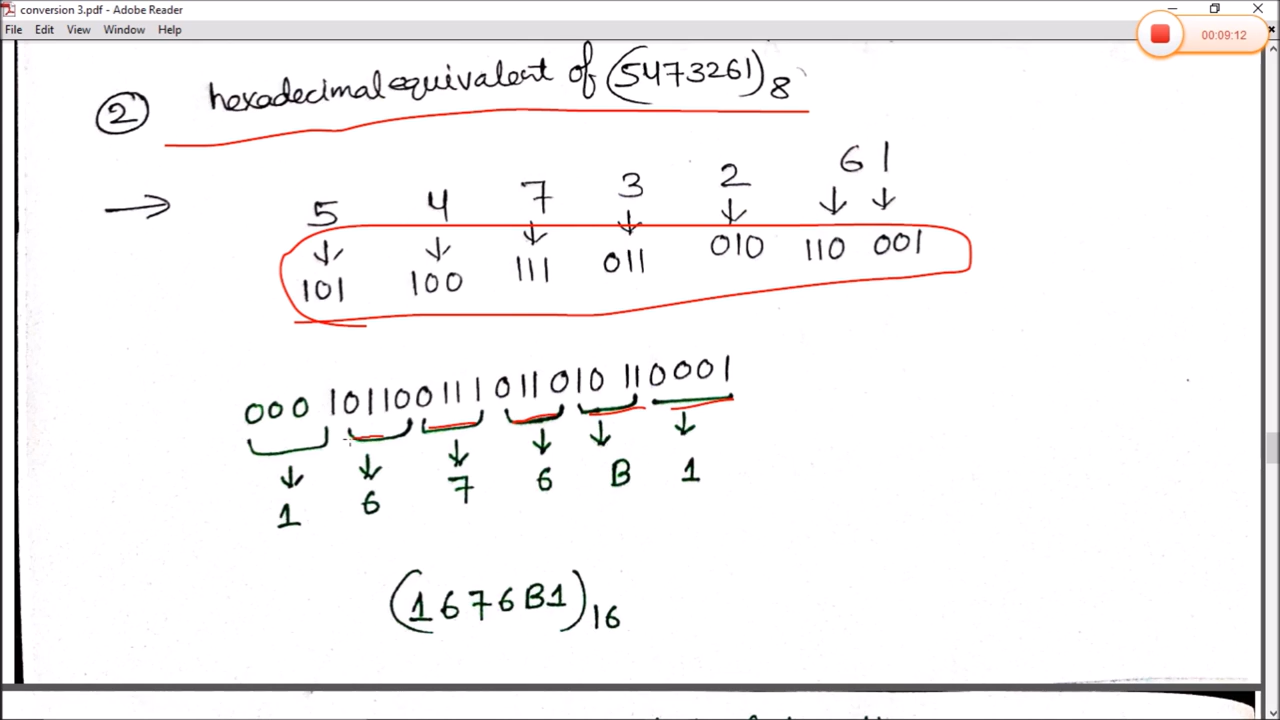 conversion 3.pdf - Adobe Reader
File Edit View Window Help
00:09:12
2 hexadecimal equivalent of (5473261)8
→ 5 4 7 3 2 6 1
↓ ↓ ↓ ↓ ↓ ↓ ↓
101 100 111 011 010 110 001
000 101100111011010110001
↓ ↓ ↓ ↓ ↓ ↓
1 6 7 6 B 1
(1676B1)16